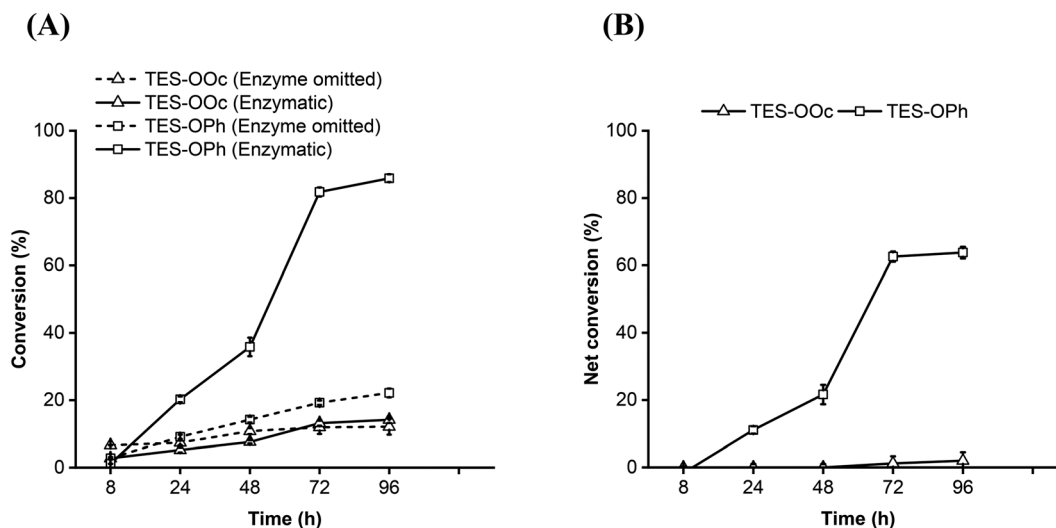 (A)
TES-OOc (Enzyme omitted)
TES-OOc (Enzymatic)
TES-OPh (Enzyme omitted)
TES-OPh (Enzymatic)
Conversion (%)
100
80
60
40
20
0
8 24 48 72 96
Time (h)
(B)
TES-OOc TES-OPh
Net conversion (%)
100
80
60
40
20
0
8 24 48 72 96
Time (h)